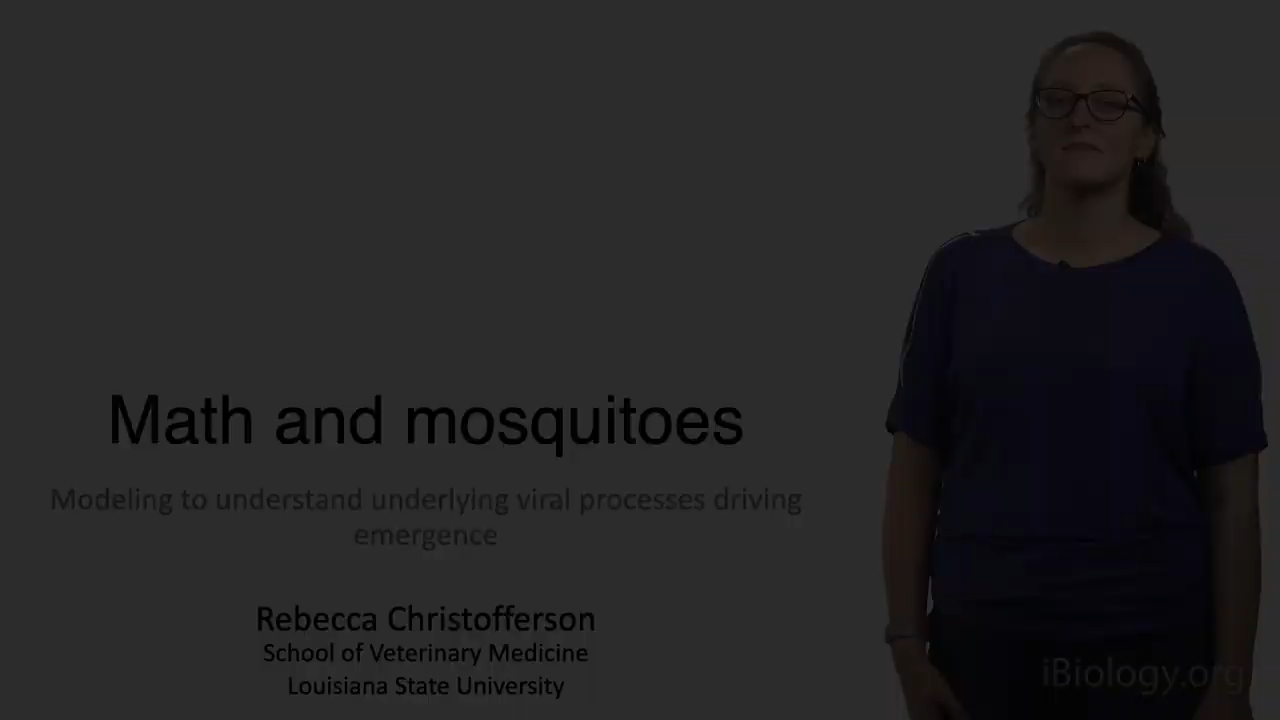 Math and mosquitoes
Modeling to understand underlying viral processes driving
emergence
Rebecca Christofferson
School of Veterinary Medicine
Louisiana State University
iBiology.org